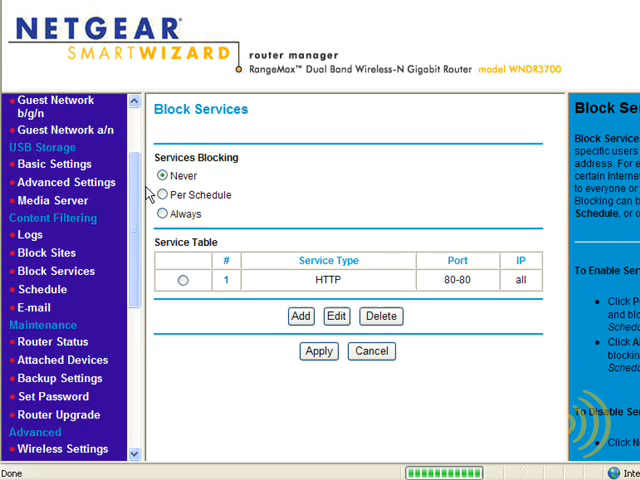 NETGEAR®
SMARTWIZARD
router manager
RangeMax™ Dual Band Wireless-N Gigabit Router model WNDR3700
Guest Network
b/g/n
Guest Network a/n
USB Storage
Basic Settings
Advanced Settings
Media Server
Content Filtering
Logs
Block Sites
Block Services
Schedule
E-mail
Maintenance
Router Status
Attached Devices
Backup Settings
Set Password
Router Upgrade
Advanced
Wireless Settings
Block Services
Services Blocking
Never
Per Schedule
Always
Service Table
# Service Type Port IP
1 HTTP 80-80 all
Add Edit Delete
Apply Cancel
Block Se
Block Service
specific users
address. For e
certain Interne
to everyone or
Blocking can b
Schedule, or o
To Enable Ser
• Click P
and blo
Schedu
• Click A
blockin
Schedu
To Disable Se
Click N
Done
Inte